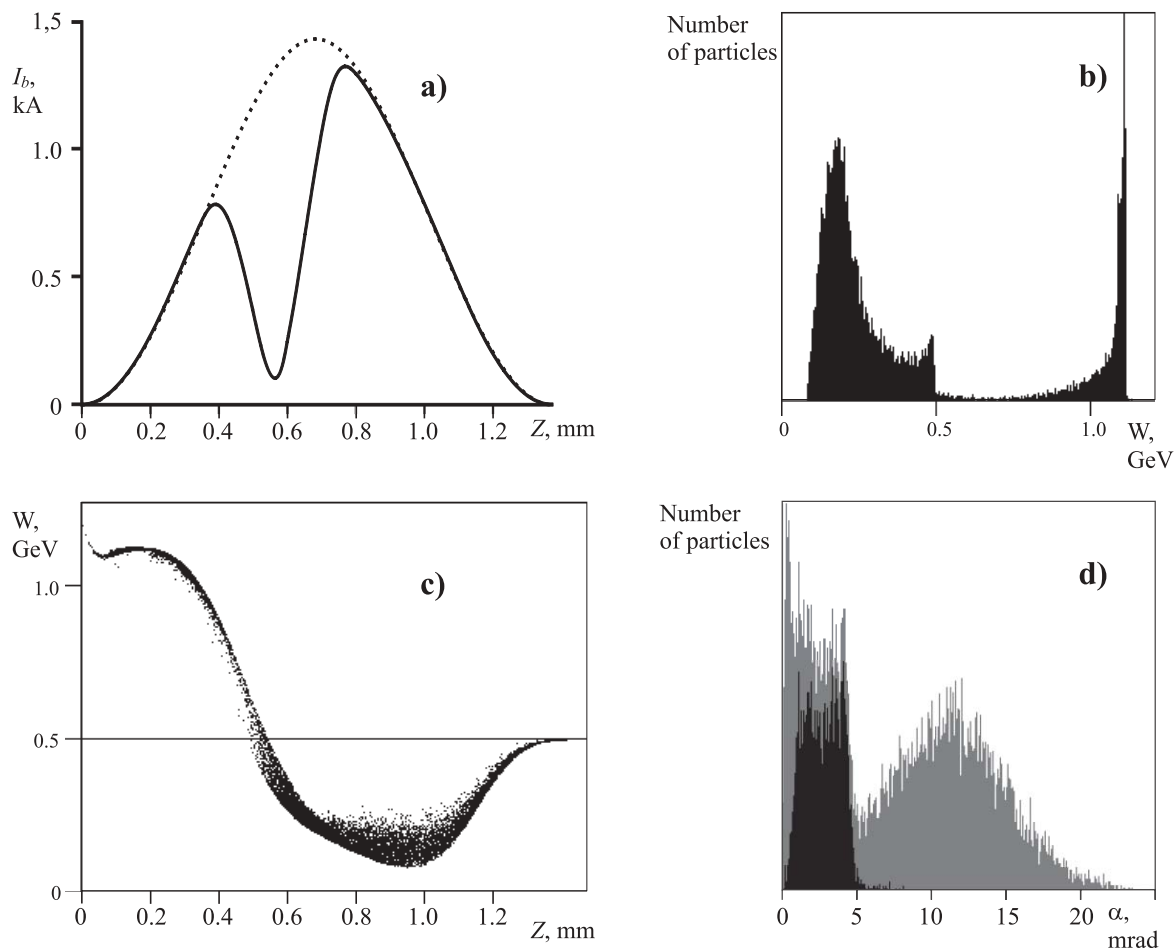 1,5
I_b,
kA
1.0
0.5
0
0
0.2
0.4
0.6
0.8
1.0
1.2
Z, mm
a)
Number
of particles
b)
0
0.5
1.0
W,
GeV
W,
GeV
1.0
0.5
0
0
0.2
0.4
0.6
0.8
1.0
1.2
Z, mm
c)
Number
of particles
d)
0
5
10
15
20
α,
mrad